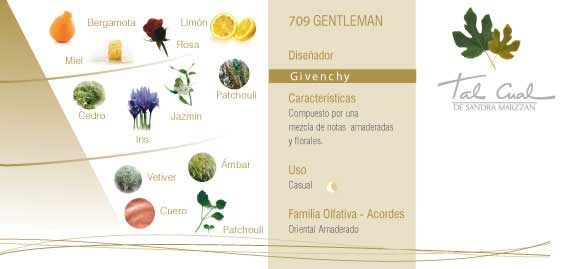 Bergamota
Limón
Rosa
Miel
Patchouli
Cedro
Jazmín
Iris
Ámbar
Vetiver
Cuero
Patchouli
709 GENTLEMAN
Diseñador
Givenchy
Características
Compuesto por una
mezcla de notas amaderadas
y florales.
Uso
Casual
Familia Olfativa - Acordes
Oriental Amaderado
Tal Cual
DE SANDRA MARZZAN